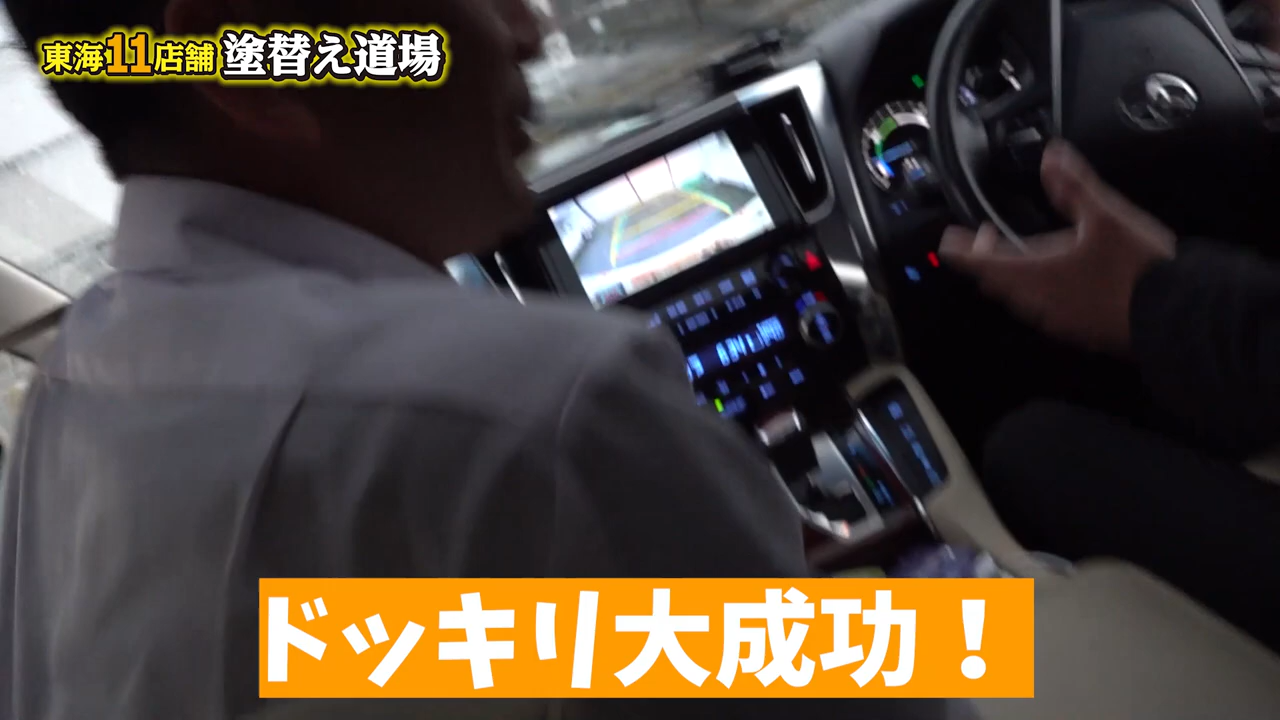 東海11店舗 塗替え道場
ドッキリ大成功！